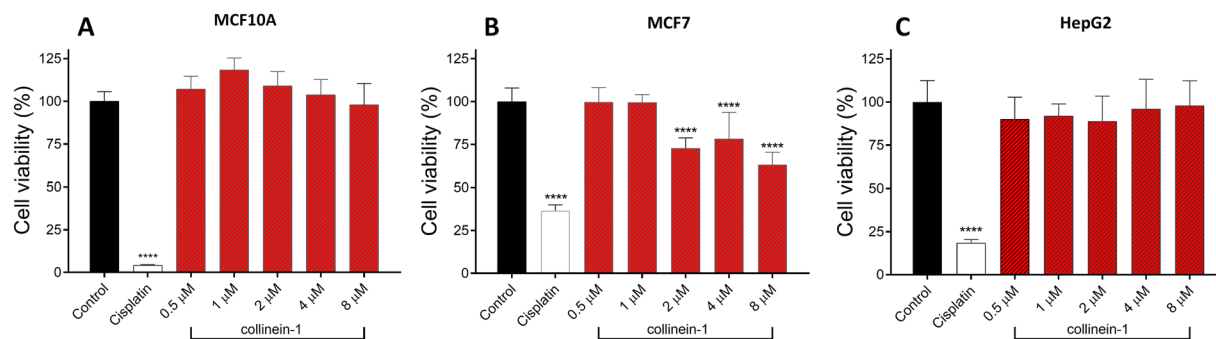 A
MCF10A
Cell viability (%)
125
100
75
50
25
0
****
Control
Cisplatin
0.5 µM
1 µM
2 µM
4 µM
8 µM
collinein-1
B
MCF7
Cell viability (%)
125
100
75
50
25
0
****
****
****
****
Control
Cisplatin
0.5 µM
1 µM
2 µM
4 µM
8 µM
collinein-1
C
HepG2
Cell viability (%)
125
100
75
50
25
0
****
Control
Cisplatin
0.5 µM
1 µM
2 µM
4 µM
8 µM
collinein-1